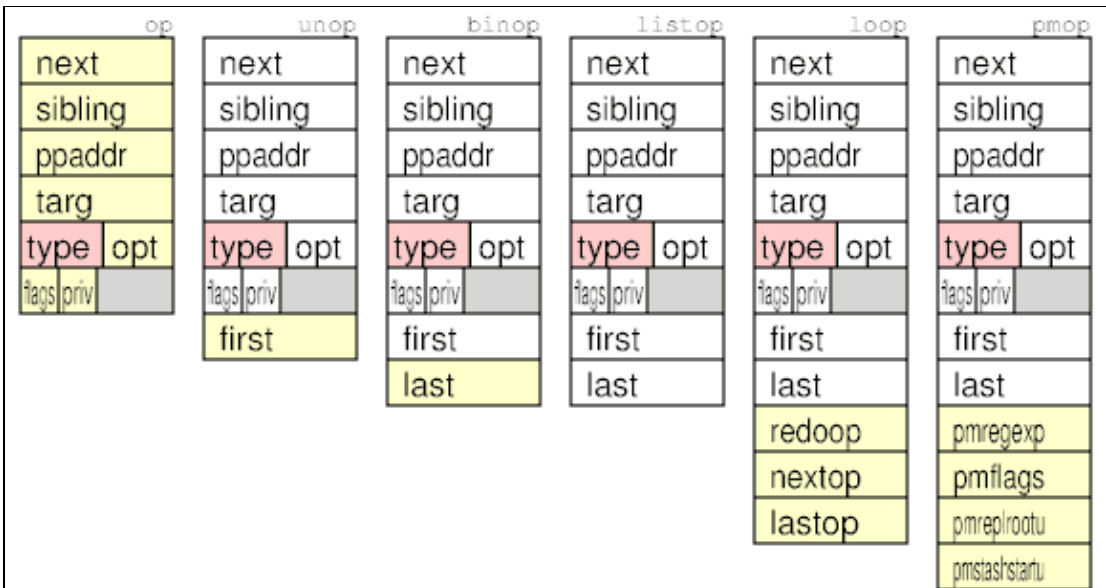 op unop binop listop loop pmop
next next next next next next
sibling sibling sibling sibling sibling sibling
ppaddr ppaddr ppaddr ppaddr ppaddr ppaddr
targ targ targ targ targ targ
type opt type opt type opt type opt type opt type opt
flags priv flags priv flags priv flags priv flags priv flags priv
first first first first first
last last last last
redoop pmregexp
nextop pmflags
lastop pmreplrootu
pmstashstartu